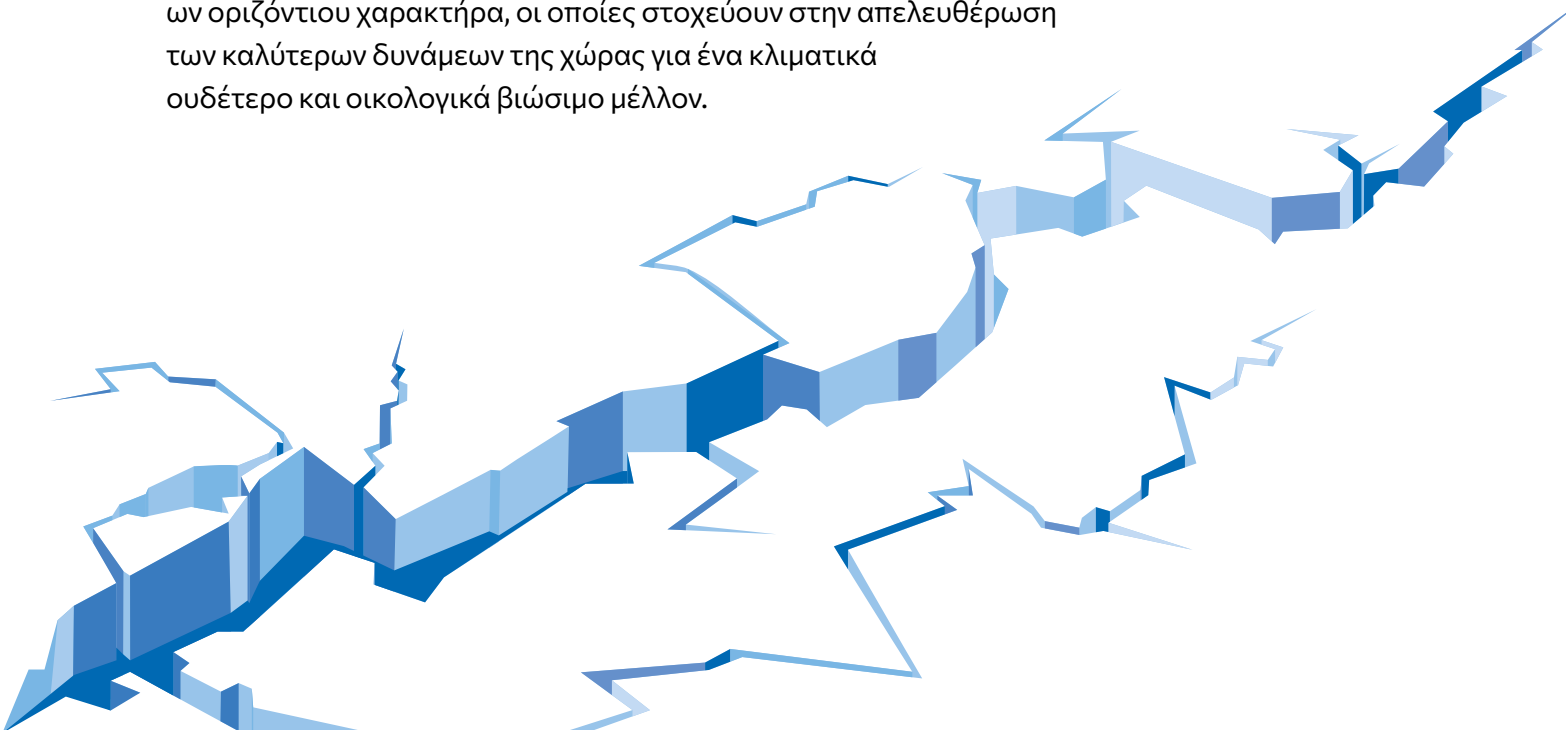 ων οριζόντιου χαρακτήρα, οι οποίες στοχεύουν στην απελευθέρωση
των καλύτερων δυνάμεων της χώρας για ένα κλιματικά
ουδέτερο και οικολογικά βιώσιμο μέλλον.